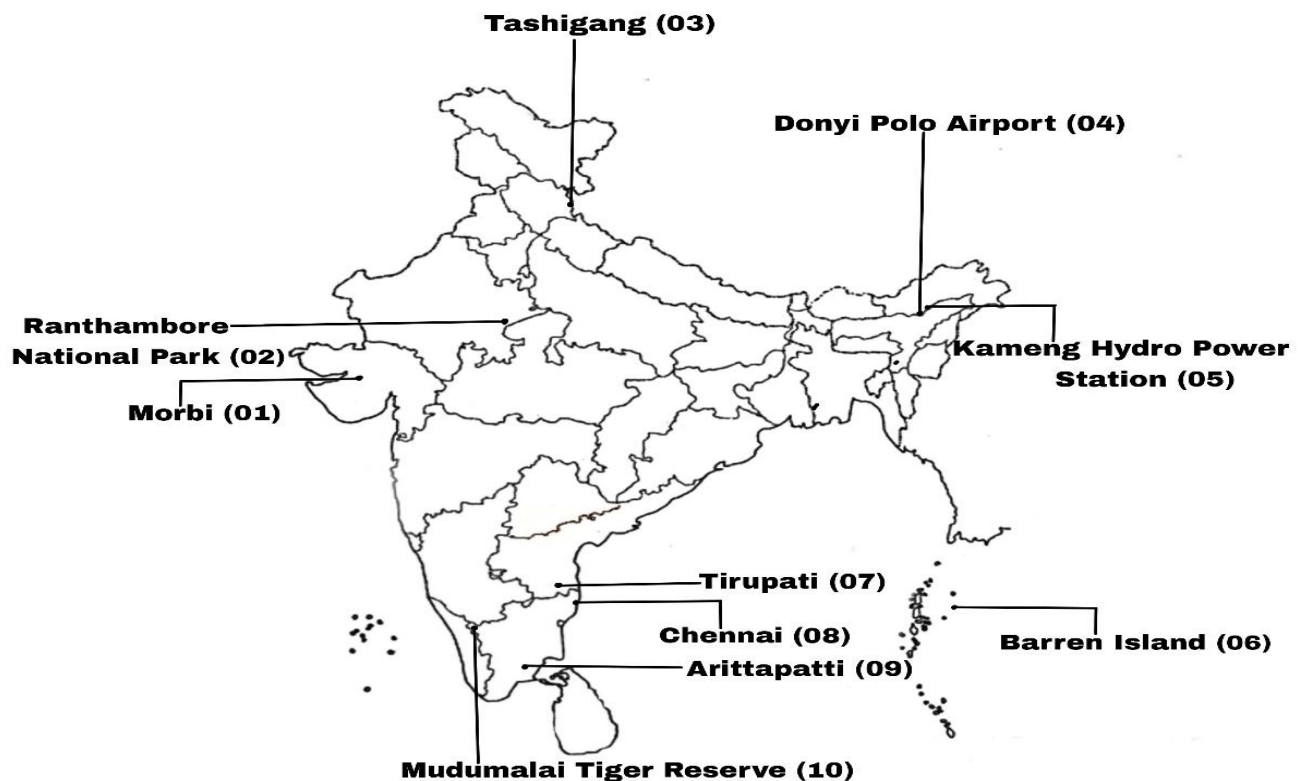 Tashigang (03)
Donyi Polo Airport (04)
Ranthambore
National Park (02)
Kameng Hydro Power
Station (05)
Morbi (01)
Tirupati (07)
Chennai (08)
Barren Island (06)
Arittapatti (09)
Mudumalai Tiger Reserve (10)